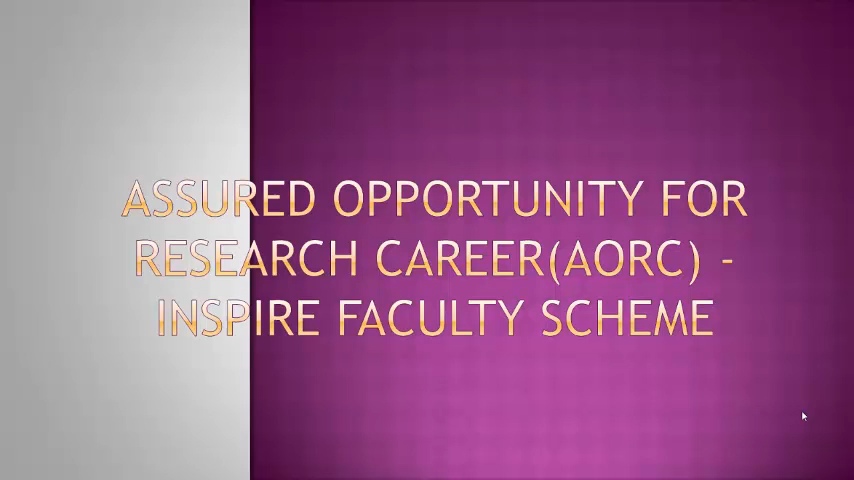 ASSURED OPPORTUNITY FOR
RESEARCH CAREER(AORC) -
INSPIRE FACULTY SCHEME